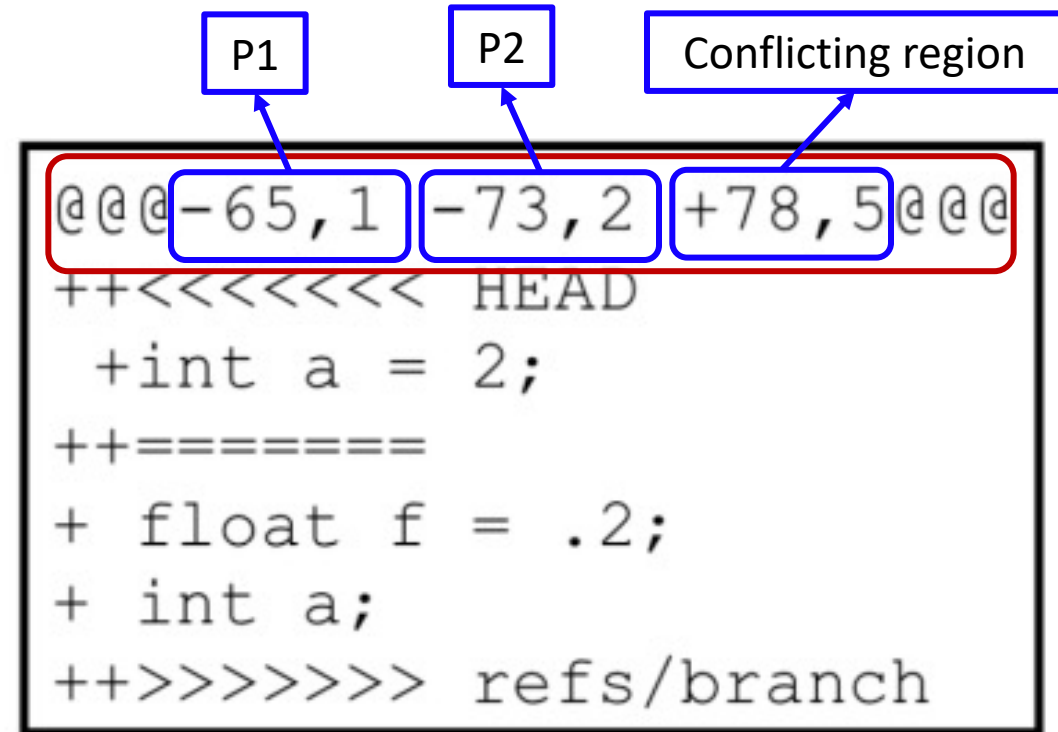 P1
P2
Conflicting region
@@@-65,1 -73,2 +78,5@@@
++<<<<<<< HEAD
 +int a = 2;
++=======
+ float f = .2;
+ int a;
++>>>>>>> refs/branch